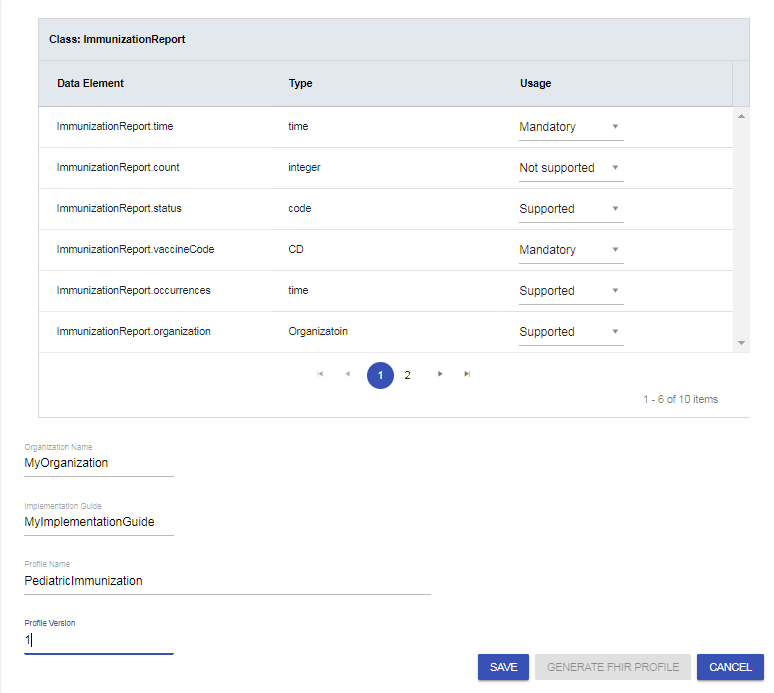 Class: ImmunizationReport
Data Element Type Usage
ImmunizationReport.time time Mandatory
ImmunizationReport.count integer Not supported
ImmunizationReport.status code Supported
ImmunizationReport.vaccineCode CD Mandatory
ImmunizationReport.occurrences time Supported
ImmunizationReport.organization Organizatoin Supported
1 2
1 - 6 of 10 items
Organization Name
MyOrganization
Implementation Guide
MyImplementationGuide
Profile Name
PediatricImmunization
Profile Version
1
SAVE GENERATE FHIR PROFILE CANCEL